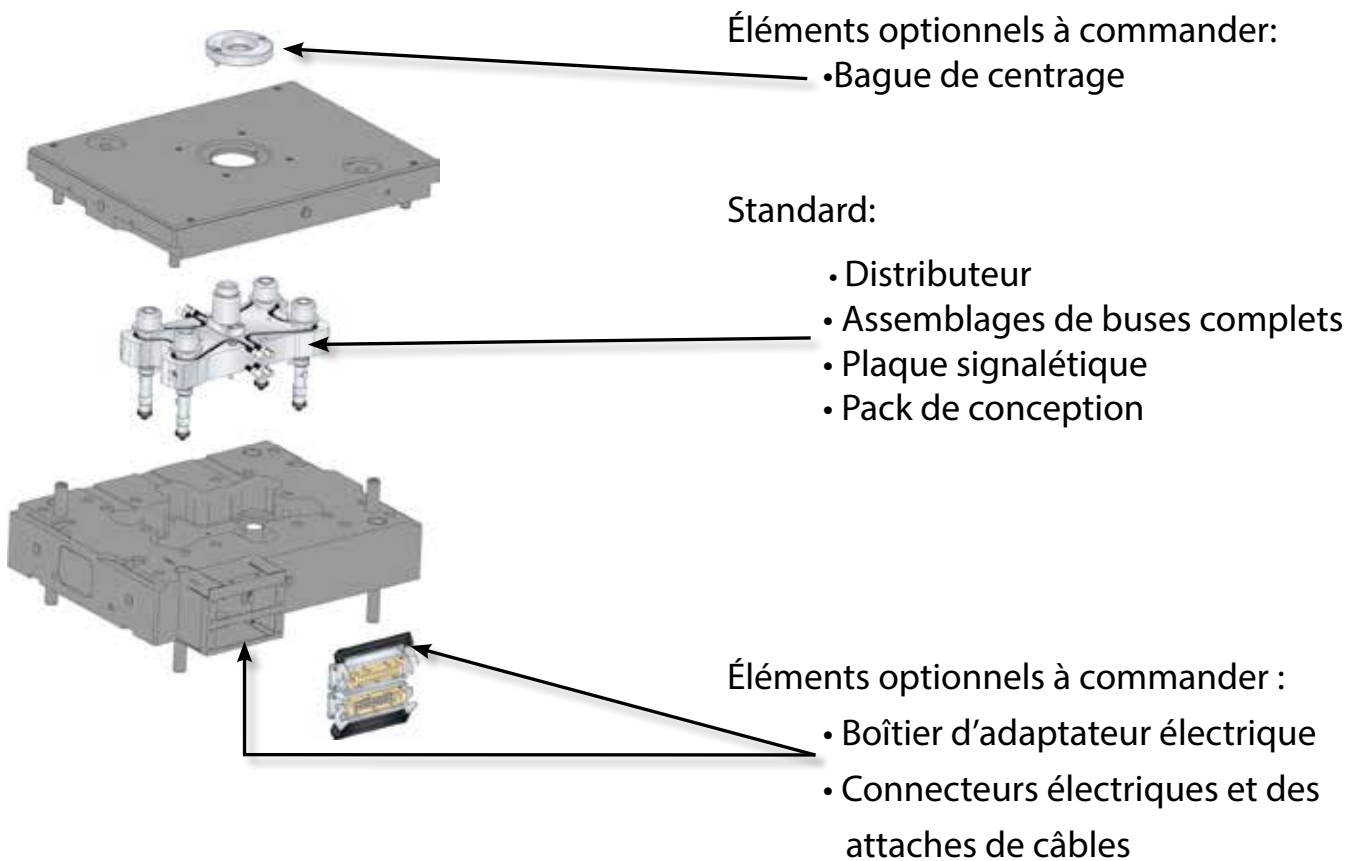 Éléments optionnels à commander:
•Bague de centrage
Standard:
• Distributeur
• Assemblages de buses complets
• Plaque signalétique
• Pack de conception
Éléments optionnels à commander :
• Boîtier d’adaptateur électrique
• Connecteurs électriques et des
attaches de câbles